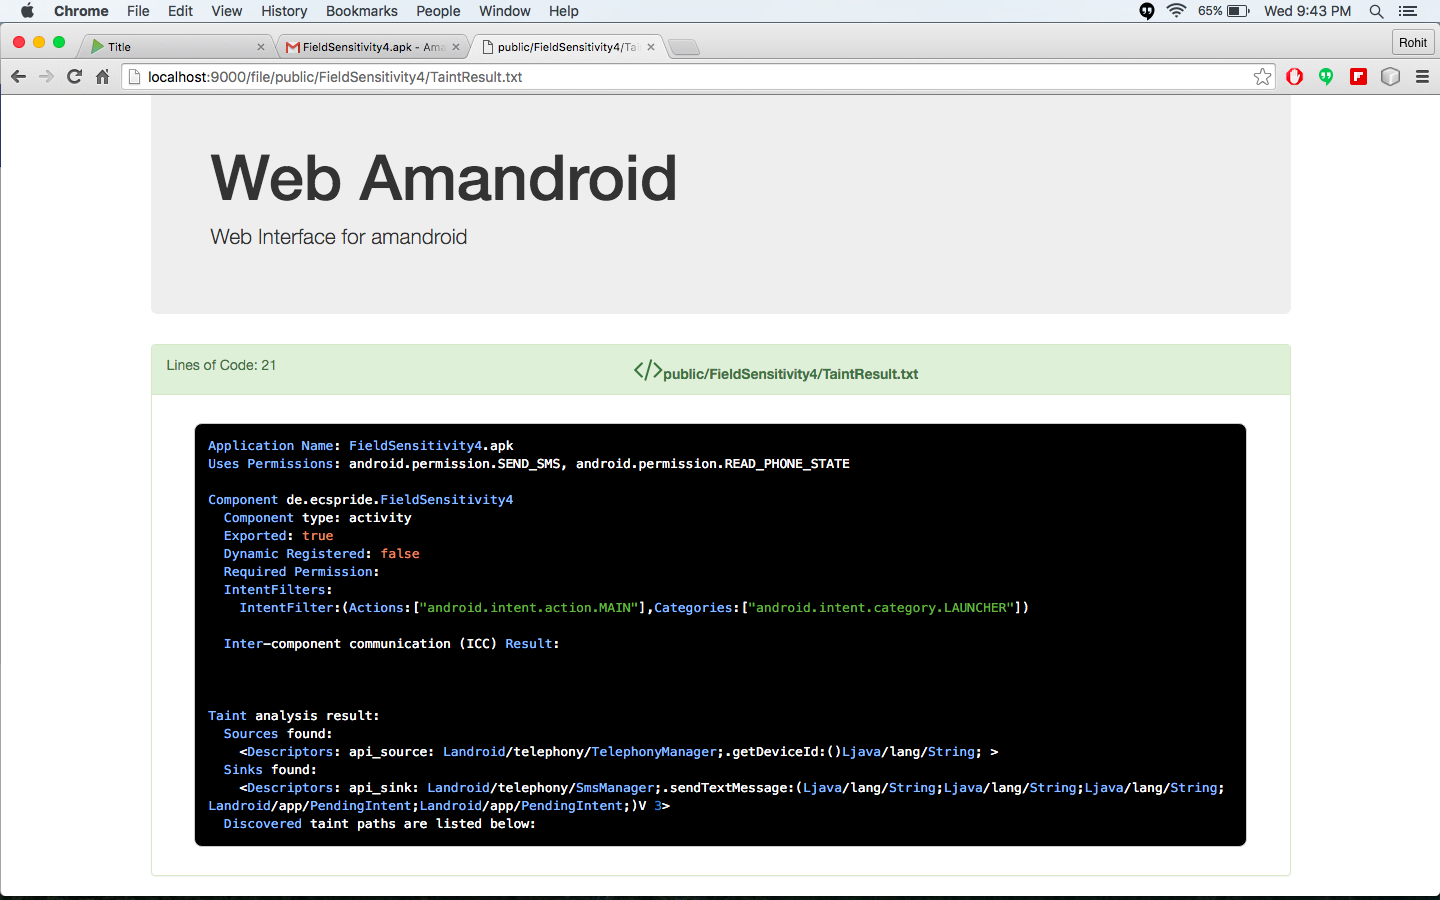 Chrome File Edit View History Bookmarks People Window Help 65% Wed 9:43 PM
Title FieldSensitivity4.apk - Ama public/FieldSensitivity4/Tai Rohit
localhost:9000/file/public/FieldSensitivity4/TaintResult.txt
Web Amandroid
Web Interface for amandroid
Lines of Code: 21 </>public/FieldSensitivity4/TaintResult.txt
Application Name: FieldSensitivity4.apk
Uses Permissions: android.permission.SEND_SMS, android.permission.READ_PHONE_STATE
Component de.ecspride.FieldSensitivity4
Component type: activity
Exported: true
Dynamic Registered: false
Required Permission:
IntentFilters:
IntentFilter:(Actions:["android.intent.action.MAIN"],Categories:["android.intent.category.LAUNCHER"])
Inter-component communication (ICC) Result:
Taint analysis result:
Sources found:
<Descriptors: api_source: Landroid/telephony/TelephonyManager;.getDeviceId:()Ljava/lang/String; >
Sinks found:
<Descriptors: api_sink: Landroid/telephony/SmsManager;.sendTextMessage:(Ljava/lang/String;Ljava/lang/String;Ljava/lang/String;
Landroid/app/PendingIntent;Landroid/app/PendingIntent;)V 3>
Discovered taint paths are listed below: